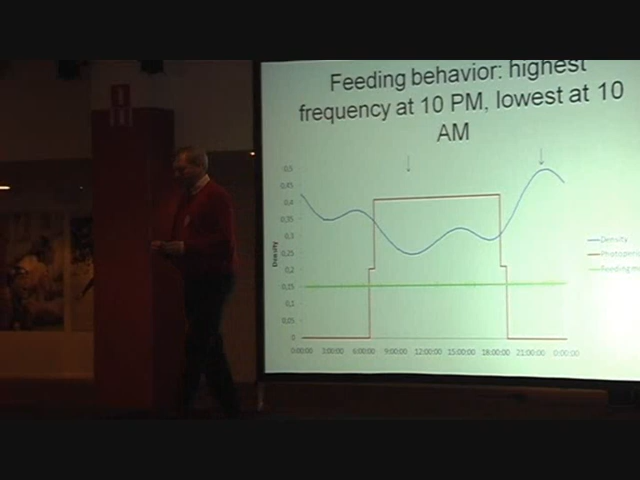 Feeding behavior: highest
frequency at 10 PM, lowest at 10
AM
0,5
0,45
0,4
0,35
0,3
0,25
0,2
0,15
0,1
0,05
0
Density
0:00:00 3:00:00 6:00:00 9:00:00 12:00:00 15:00:00 18:00:00 21:00:00 0:00:00
Density